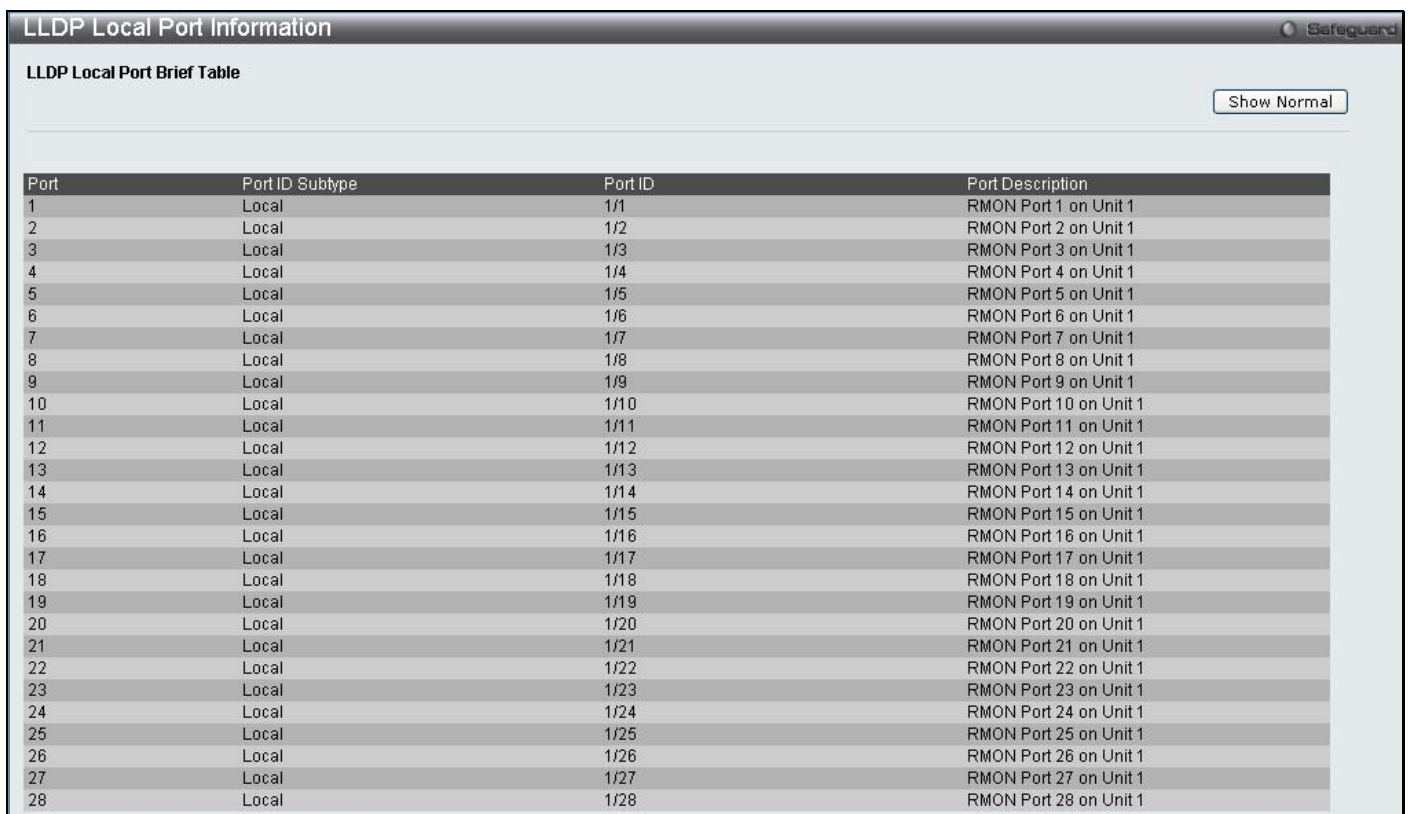 LLDP Local Port Information
Safeguard
LLDP Local Port Brief Table
Show Normal
Port Port ID Subtype Port ID Port Description
1 Local 1/1 RMON Port 1 on Unit 1
2 Local 1/2 RMON Port 2 on Unit 1
3 Local 1/3 RMON Port 3 on Unit 1
4 Local 1/4 RMON Port 4 on Unit 1
5 Local 1/5 RMON Port 5 on Unit 1
6 Local 1/6 RMON Port 6 on Unit 1
7 Local 1/7 RMON Port 7 on Unit 1
8 Local 1/8 RMON Port 8 on Unit 1
9 Local 1/9 RMON Port 9 on Unit 1
10 Local 1/10 RMON Port 10 on Unit 1
11 Local 1/11 RMON Port 11 on Unit 1
12 Local 1/12 RMON Port 12 on Unit 1
13 Local 1/13 RMON Port 13 on Unit 1
14 Local 1/14 RMON Port 14 on Unit 1
15 Local 1/15 RMON Port 15 on Unit 1
16 Local 1/16 RMON Port 16 on Unit 1
17 Local 1/17 RMON Port 17 on Unit 1
18 Local 1/18 RMON Port 18 on Unit 1
19 Local 1/19 RMON Port 19 on Unit 1
20 Local 1/20 RMON Port 20 on Unit 1
21 Local 1/21 RMON Port 21 on Unit 1
22 Local 1/22 RMON Port 22 on Unit 1
23 Local 1/23 RMON Port 23 on Unit 1
24 Local 1/24 RMON Port 24 on Unit 1
25 Local 1/25 RMON Port 25 on Unit 1
26 Local 1/26 RMON Port 26 on Unit 1
27 Local 1/27 RMON Port 27 on Unit 1
28 Local 1/28 RMON Port 28 on Unit 1